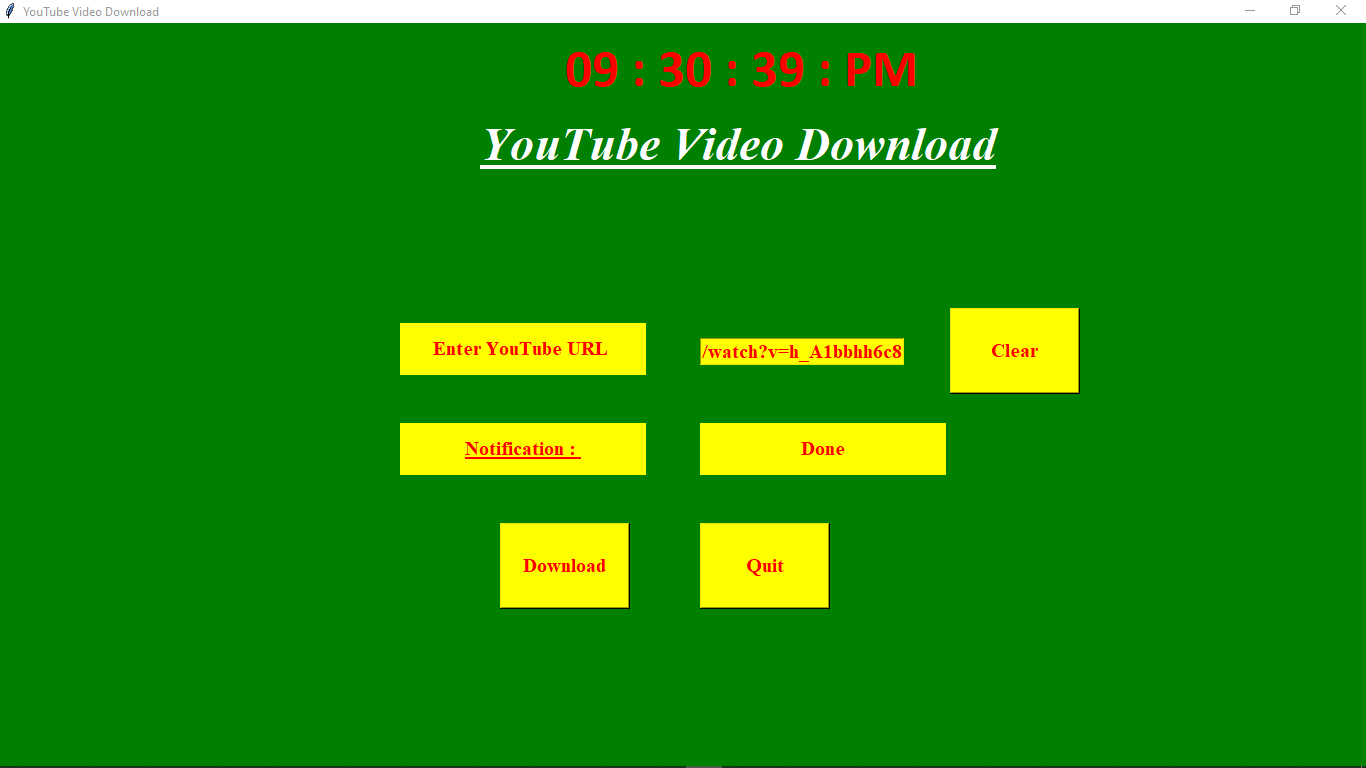 YouTube Video Download
09 : 30 : 39 : PM
YouTube Video Download
Enter YouTube URL
/watch?v=h_A1bbhh6c8
Clear
Notification :
Done
Download
Quit